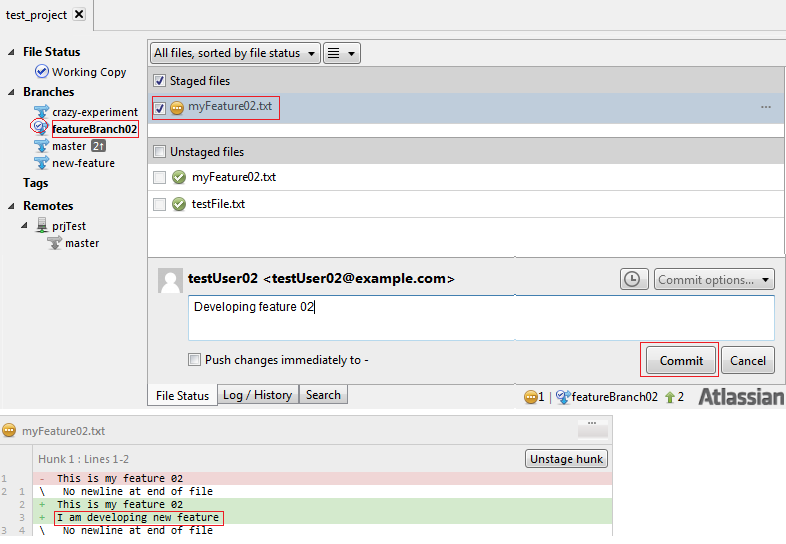 test_project
File Status
Working Copy
Branches
crazy-experiment
featureBranch02
master 2↑
new-feature
Tags
Remotes
prjTest
master
All files, sorted by file status
Staged files
myFeature02.txt
Unstaged files
myFeature02.txt
testFile.txt
testUser02 <testUser02@example.com>
Commit options...
Developing feature 02
Push changes immediately to -
Commit Cancel
File Status Log / History Search
1 | featureBranch02 2 Atlassian
myFeature02.txt
Hunk 1 : Lines 1-2
Unstage hunk
1 - This is my feature 02
2 1 \ No newline at end of file
2 + This is my feature 02
3 + I am developing new feature
3 4 \ No newline at end of file